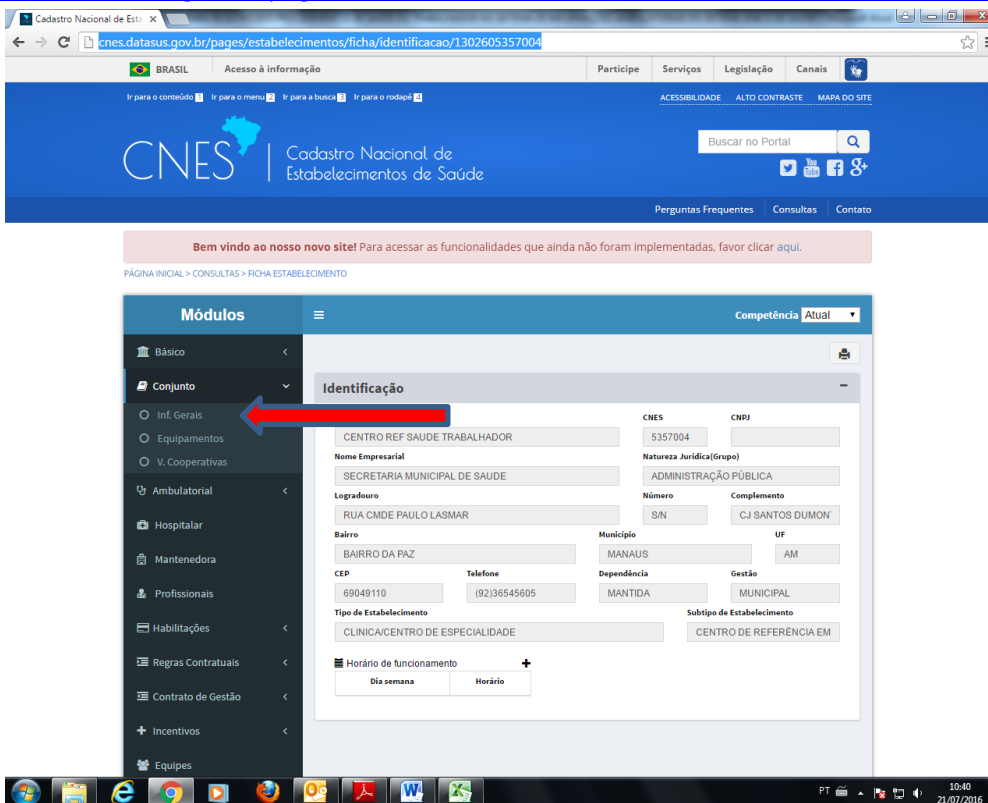 Cadastro Nacional de Esta
cnes.datasus.gov.br/pages/estabelecimentos/ficha/identificacao/1302605357004
BRASIL Acesso à informação Participe Serviços Legislação Canais
Ir para o conteúdo 1 Ir para o menu 2 Ir para a busca 3 Ir para o rodapé 4 ACESSIBILIDADE ALTO CONTRASTE MAPA DO SITE
CNES Cadastro Nacional de
Estabelecimentos de Saúde
Buscar no Portal
You Tube f g+
Perguntas Frequentes Consultas Contato
Bem vindo ao nosso novo site! Para acessar as funcionalidades que ainda não foram implementadas, favor clicar aqui.
PÁGINA INICIAL > CONSULTAS > FICHA ESTABELECIMENTO
Módulos
Competência Atual
Básico
Conjunto
Inf. Gerais
Equipamentos
V. Cooperativas
Ambulatorial
Hospitalar
Mantenedora
Profissionais
Habilitações
Regras Contratuais
Contrato de Gestão
Incentivos
Equipes
Identificação
CNES CNPJ
CENTRO REF SAUDE TRABALHADOR 5357004
Nome Empresarial Natureza Jurídica(Grupo)
SECRETARIA MUNICIPAL DE SAUDE ADMINISTRAÇÃO PÚBLICA
Logradouro Número Complemento
RUA CMDE PAULO LASMAR S/N CJ SANTOS DUMON
Bairro Município UF
BAIRRO DA PAZ MANAUS AM
CEP Telefone Dependência Gestão
69049110 (92)36545605 MANTIDA MUNICIPAL
Tipo de Estabelecimento Subtipo de Estabelecimento
CLINICA/CENTRO DE ESPECIALIDADE CENTRO DE REFERÊNCIA EM
Horário de funcionamento
Dia semana Horário
PT 10:40
21/07/2016